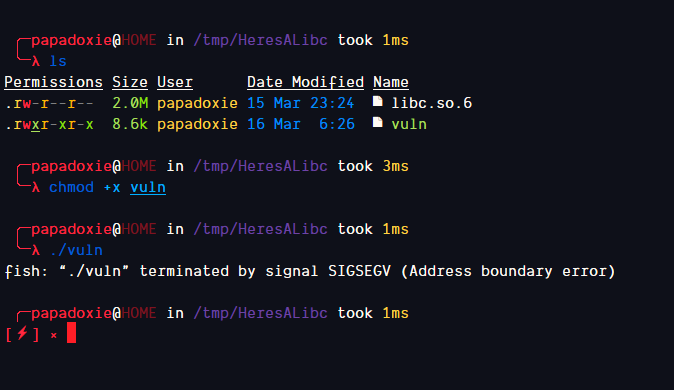 papadoxie@HOME in /tmp/HeresALibc took 1ms
λ ls
Permissions Size User Date Modified Name
.rw-r--r-- 2.0M papadoxie 15 Mar 23:24 libc.so.6
.rwxr-xr-x 8.6k papadoxie 16 Mar 6:26 vuln
papadoxie@HOME in /tmp/HeresALibc took 3ms
λ chmod +x vuln
papadoxie@HOME in /tmp/HeresALibc took 1ms
λ ./vuln
fish: “./vuln” terminated by signal SIGSEGV (Address boundary error)
papadoxie@HOME in /tmp/HeresALibc took 1ms
[⚡] ×